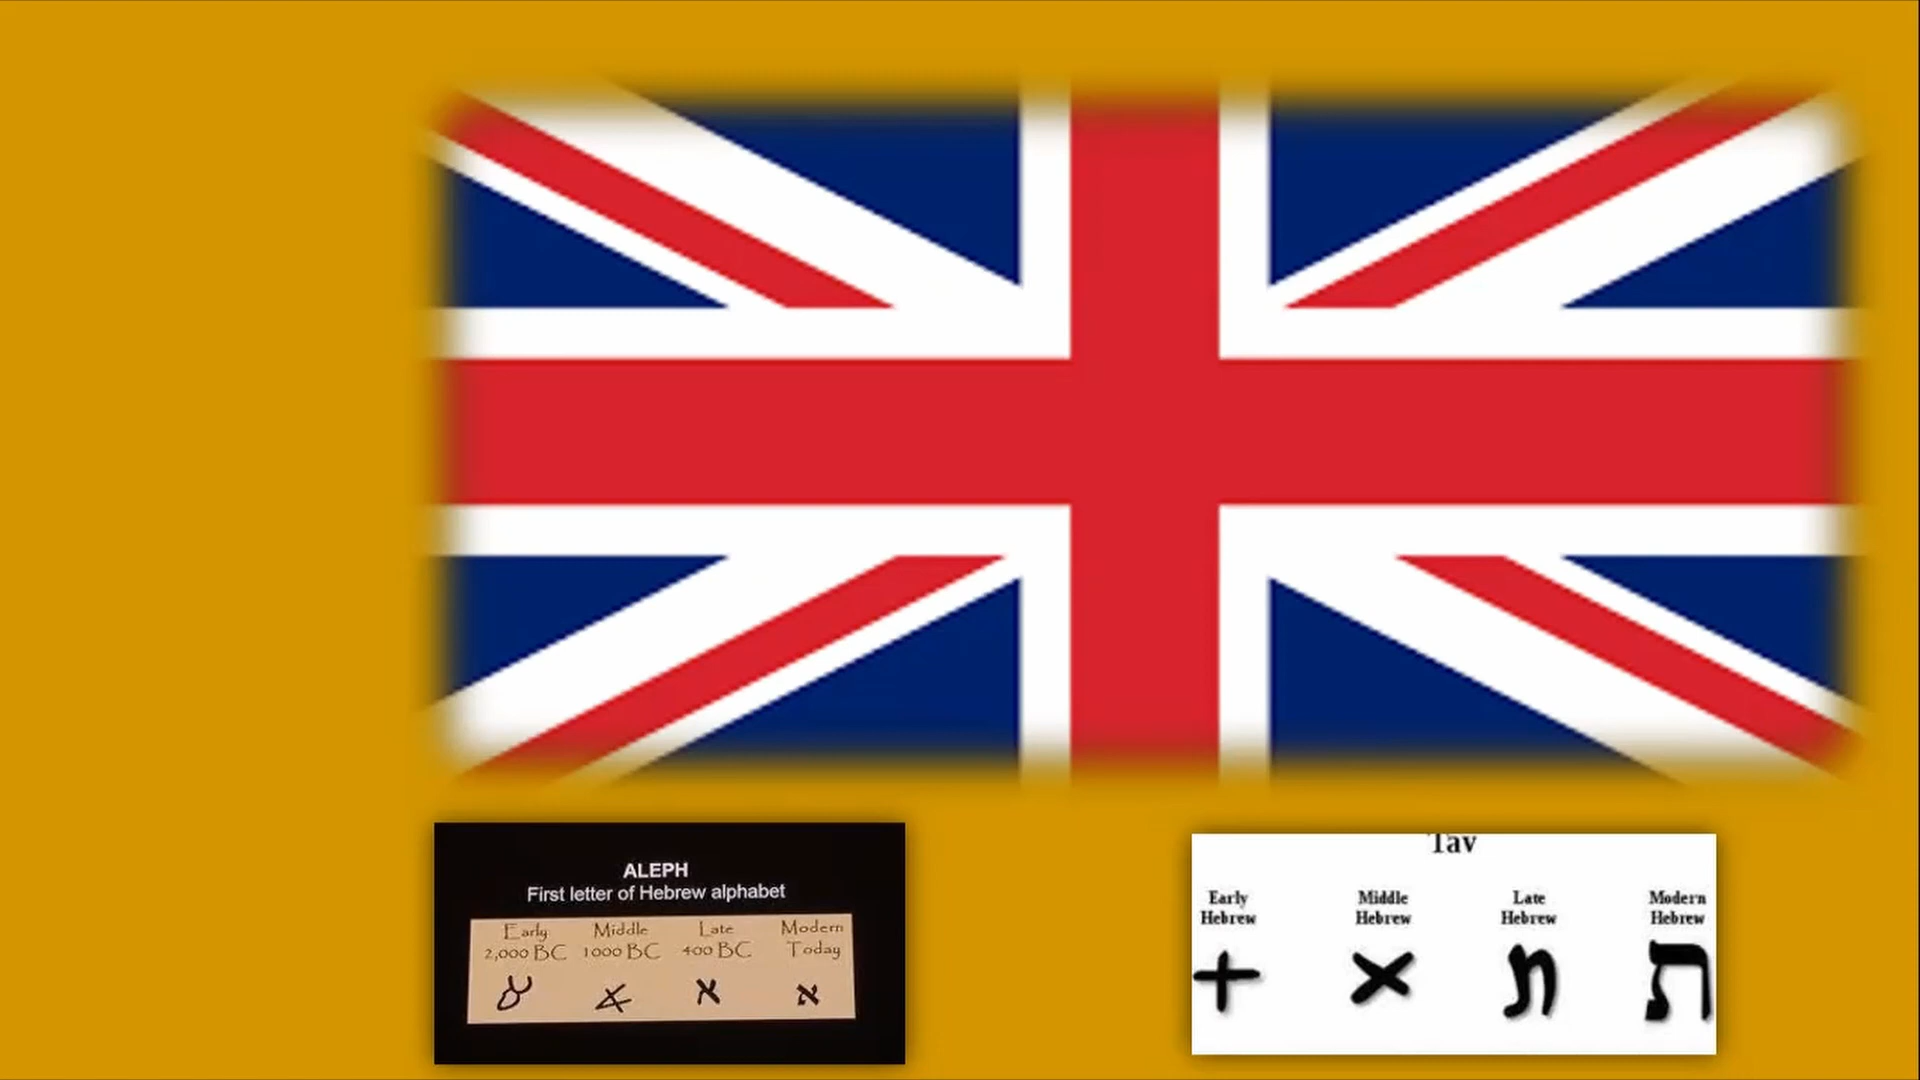 ALEPH
First letter of Hebrew alphabet
Early Middle Late Modern
2,000 BC 1000 BC 400 BC Today
א א
Tav
Early Middle Late Modern
Hebrew Hebrew Hebrew Hebrew
ת ת